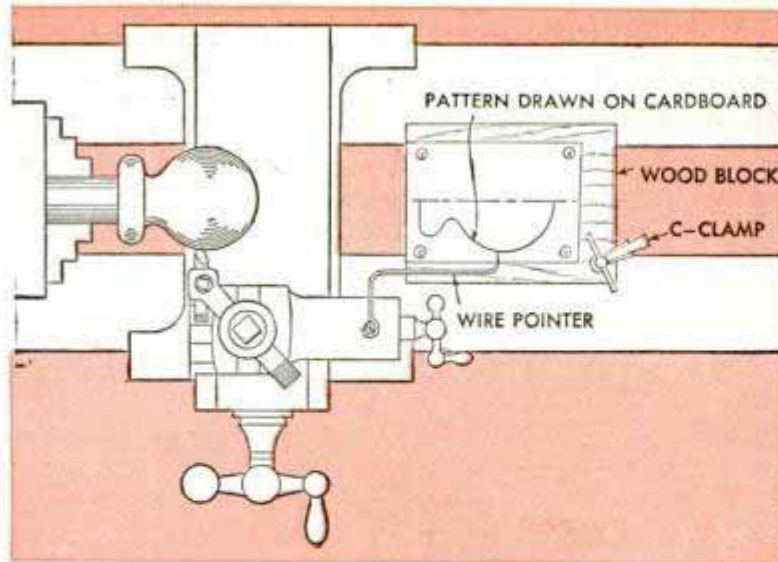 PATTERN DRAWN ON CARDBOARD
WOOD BLOCK
C-CLAMP
WIRE POINTER